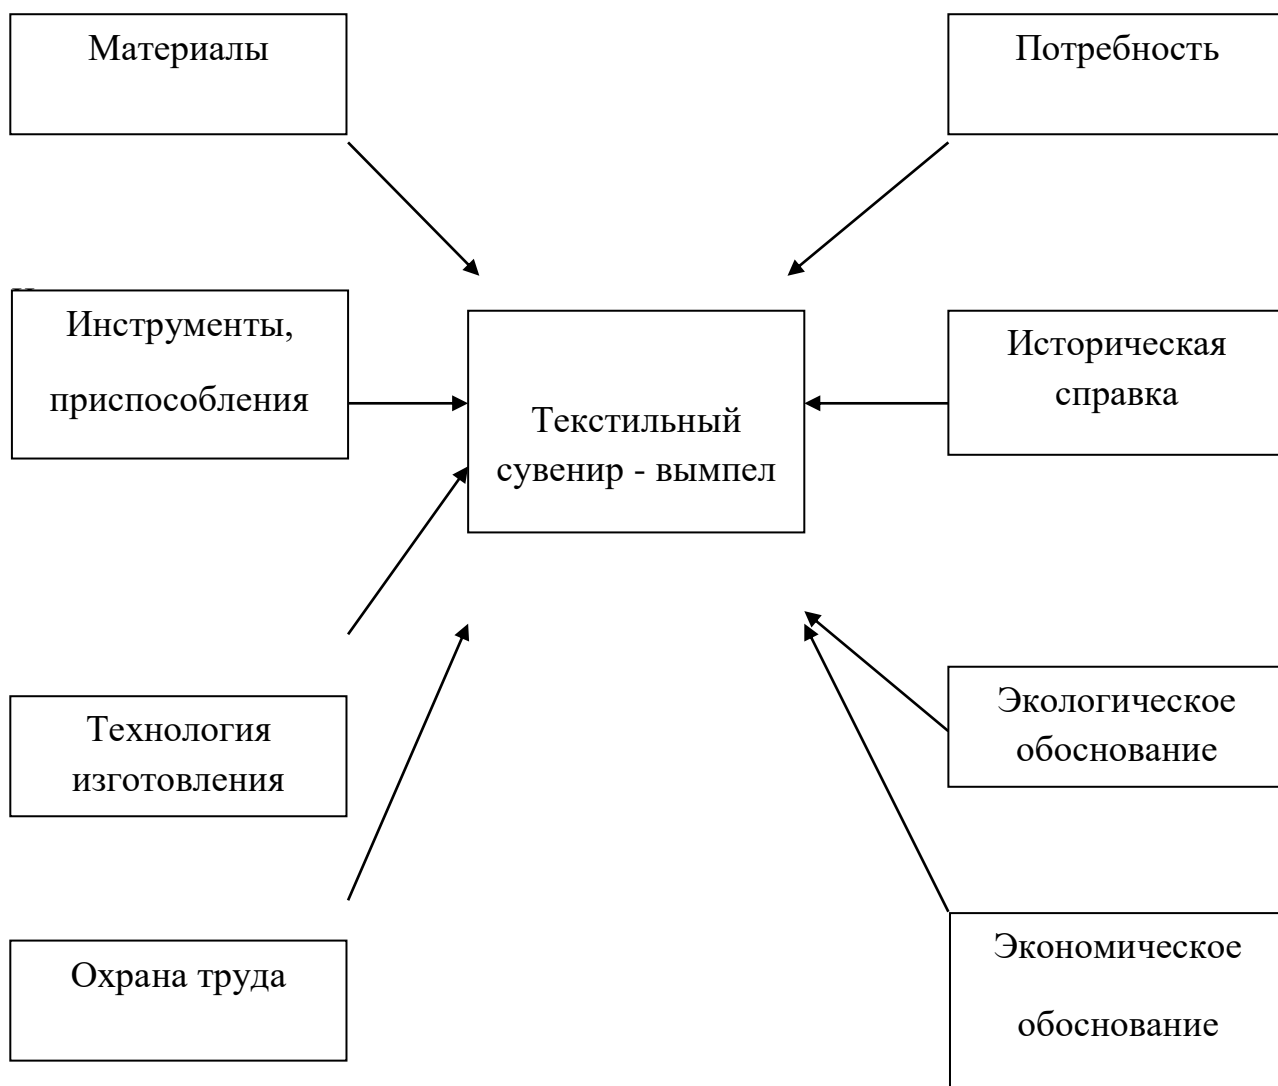 Материалы
Потребность
Инструменты,
приспособления
Историческая
справка
Текстильный
сувенир - вымпел
Технология
изготовления
Экологическое
обоснование
Охрана труда
Экономическое
обоснование